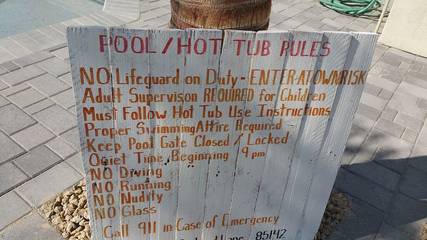 POOL/HOT TUB RULES
NO Lifeguard on Duty-ENTER AT OWN RISK
Adult Supervison REQUIRED for Children
Must Follow Hot Tub Use Instructions
Proper Swimming Attire Required
Keep Pool Gate Closed & Locked
Quiet Time Beginning 9 pm
NO Diving
NO Running
NO Nudity
NO Glass
Call 911 in Case of Emergency
85142